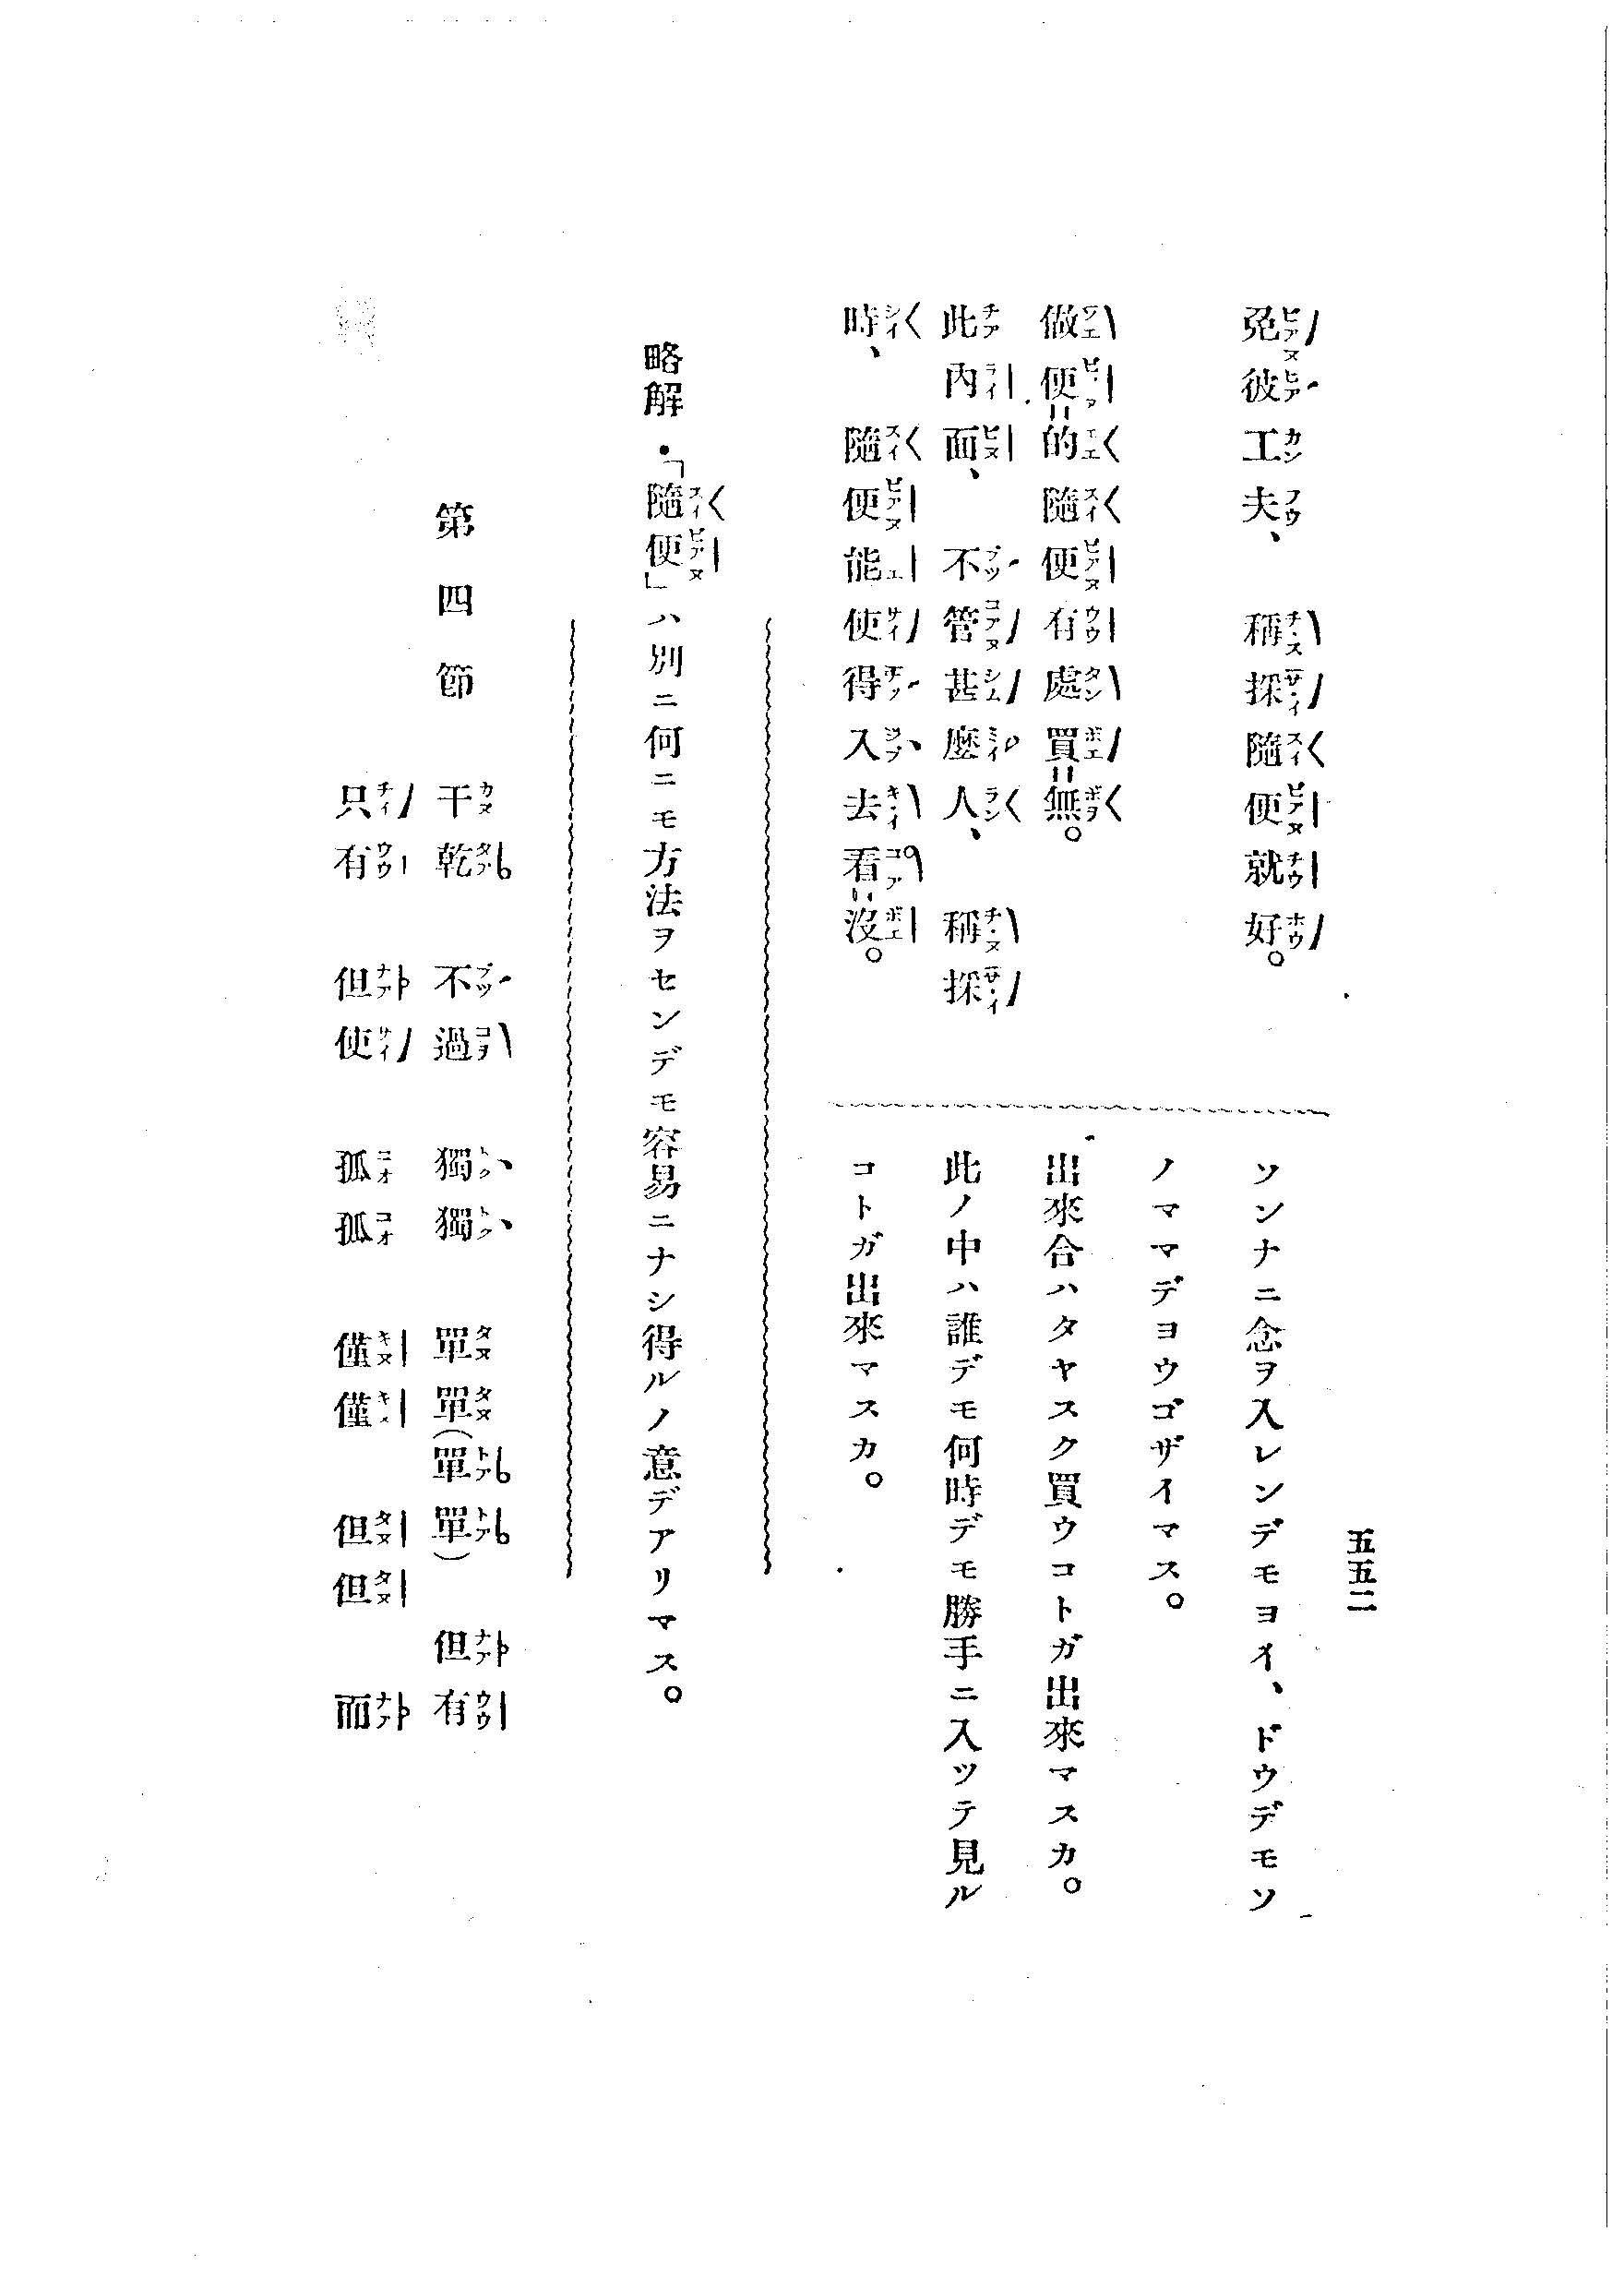 五五二
免彼工夫、稱採隨便就好。
ソンナニ念ヲ入レンデモヨイ、ドウデモソ
ノママデヨウゴザイマス。
做便＝的隨便有處買＝無。
出來合ハタヤスク買ウコトガ出來マスカ。
此內面、不管甚麼人、稱採
時、隨便能使得入去看＝沒。
此ノ中ハ誰デモ何時デモ勝手ニ入ッテ見ル
コトガ出來マスカ。
略解・「隨便」ハ別ニ何ニモ方法ヲセンデモ容易ニナシ得ルノ意デアリマス。
第四節 干乾 不過 獨獨 單單(單單) 但有
只有 但使 孤孤 僅僅 但但 而